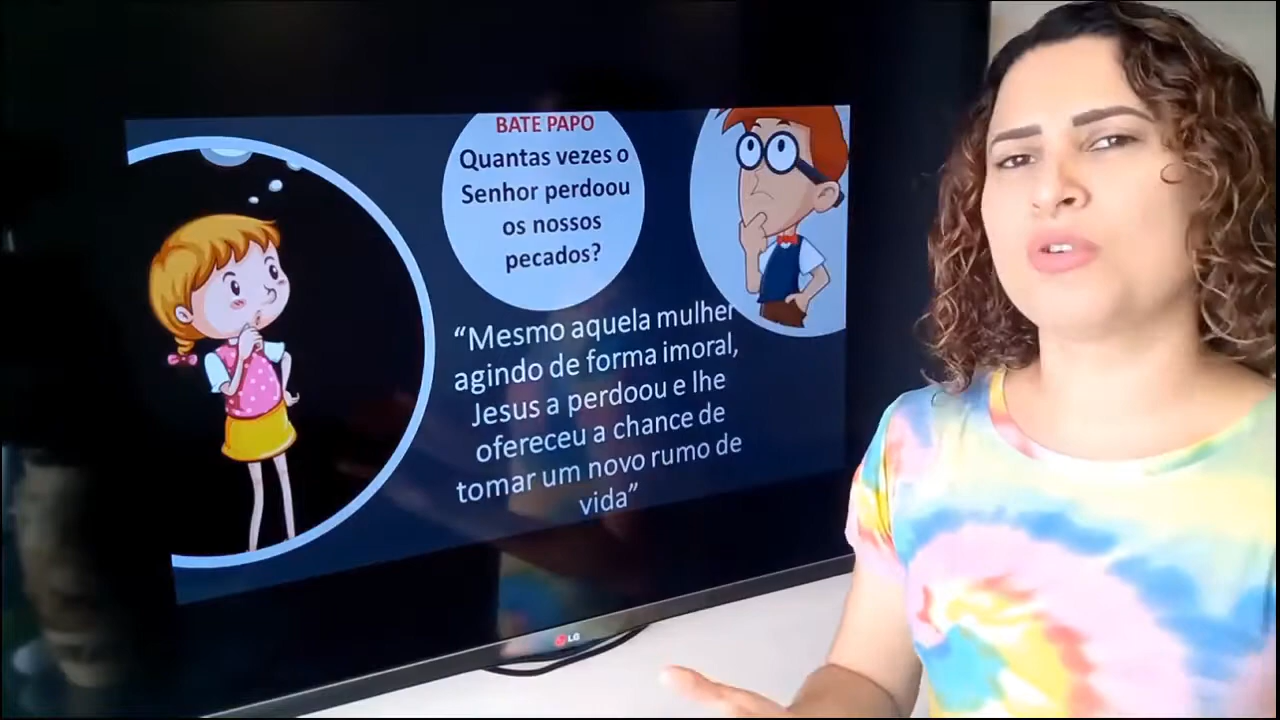 BATE PAPO
Quantas vezes o
Senhor perdoou
os nossos
pecados?
“Mesmo aquela mulher
agindo de forma imoral,
Jesus a perdoou e lhe
ofereceu a chance de
tomar um novo rumo de
vida”
LG